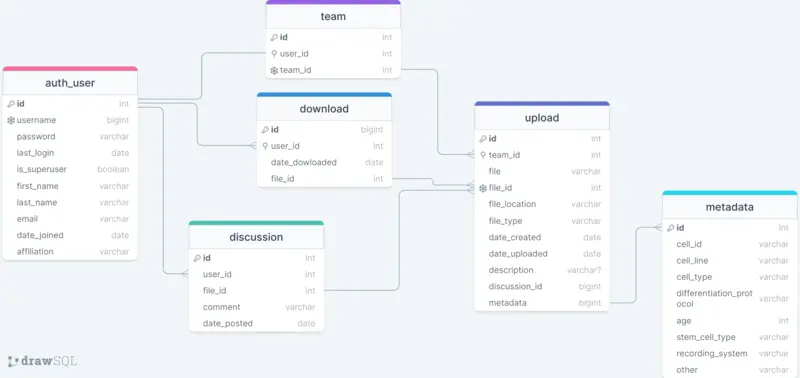 team
id int
user_id int
team_id int
auth_user
id int
username bigint
password varchar
last_login date
is_superuser boolean
first_name varchar
last_name varchar
email varchar
date_joined date
affiliation varchar
download
id bigint
user_id int
date_dowloaded date
file_id int
discussion
id int
user_id int
file_id int
comment varchar
date_posted date
upload
id int
team_id int
file varchar
file_id int
file_location varchar
file_type varchar
date_created date
date_uploaded date
description varchar?
discussion_id bigint
metadata bigint
metadata
id int
cell_id varchar
cell_line varchar
cell_type varchar
differentiation_prot
ocol varchar
age int
stem_cell_type varchar
recording_system varchar
other varchar
drawSQL